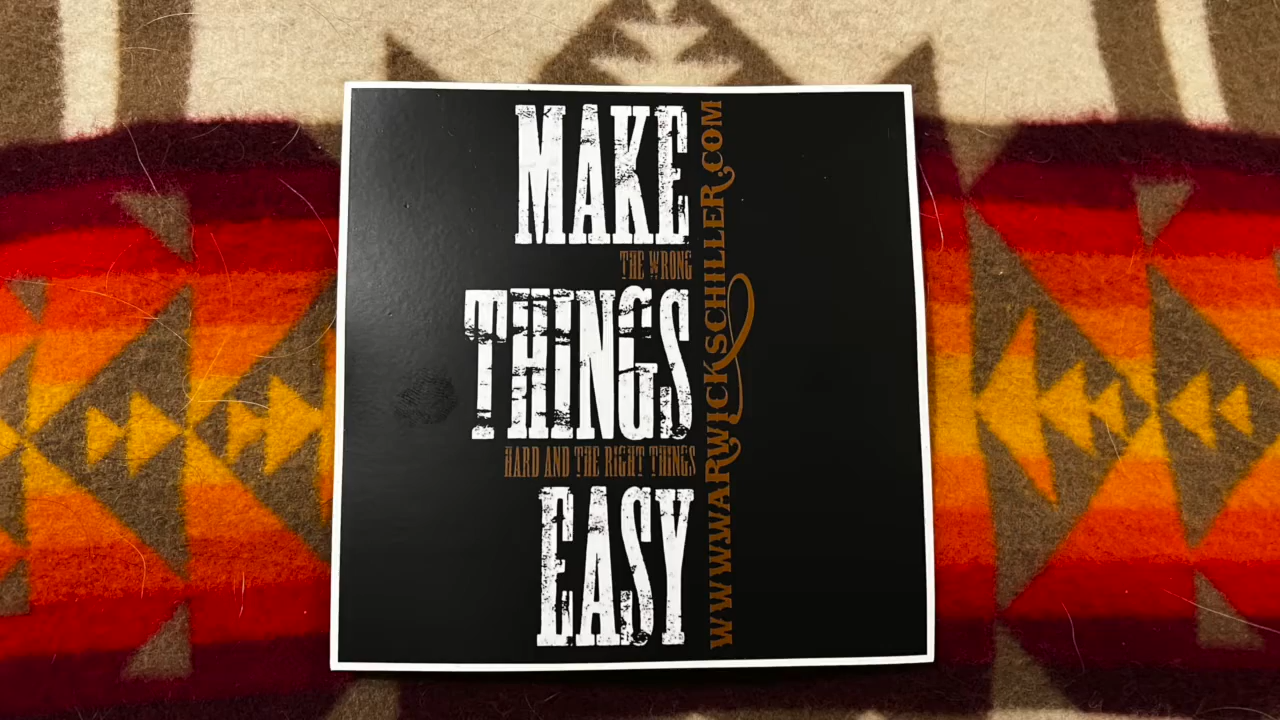 MAKE
THE WRONG
THINGS
HARD AND THE RIGHT THINGS
EASY
WWW.WARWICKSCHILLER.COM